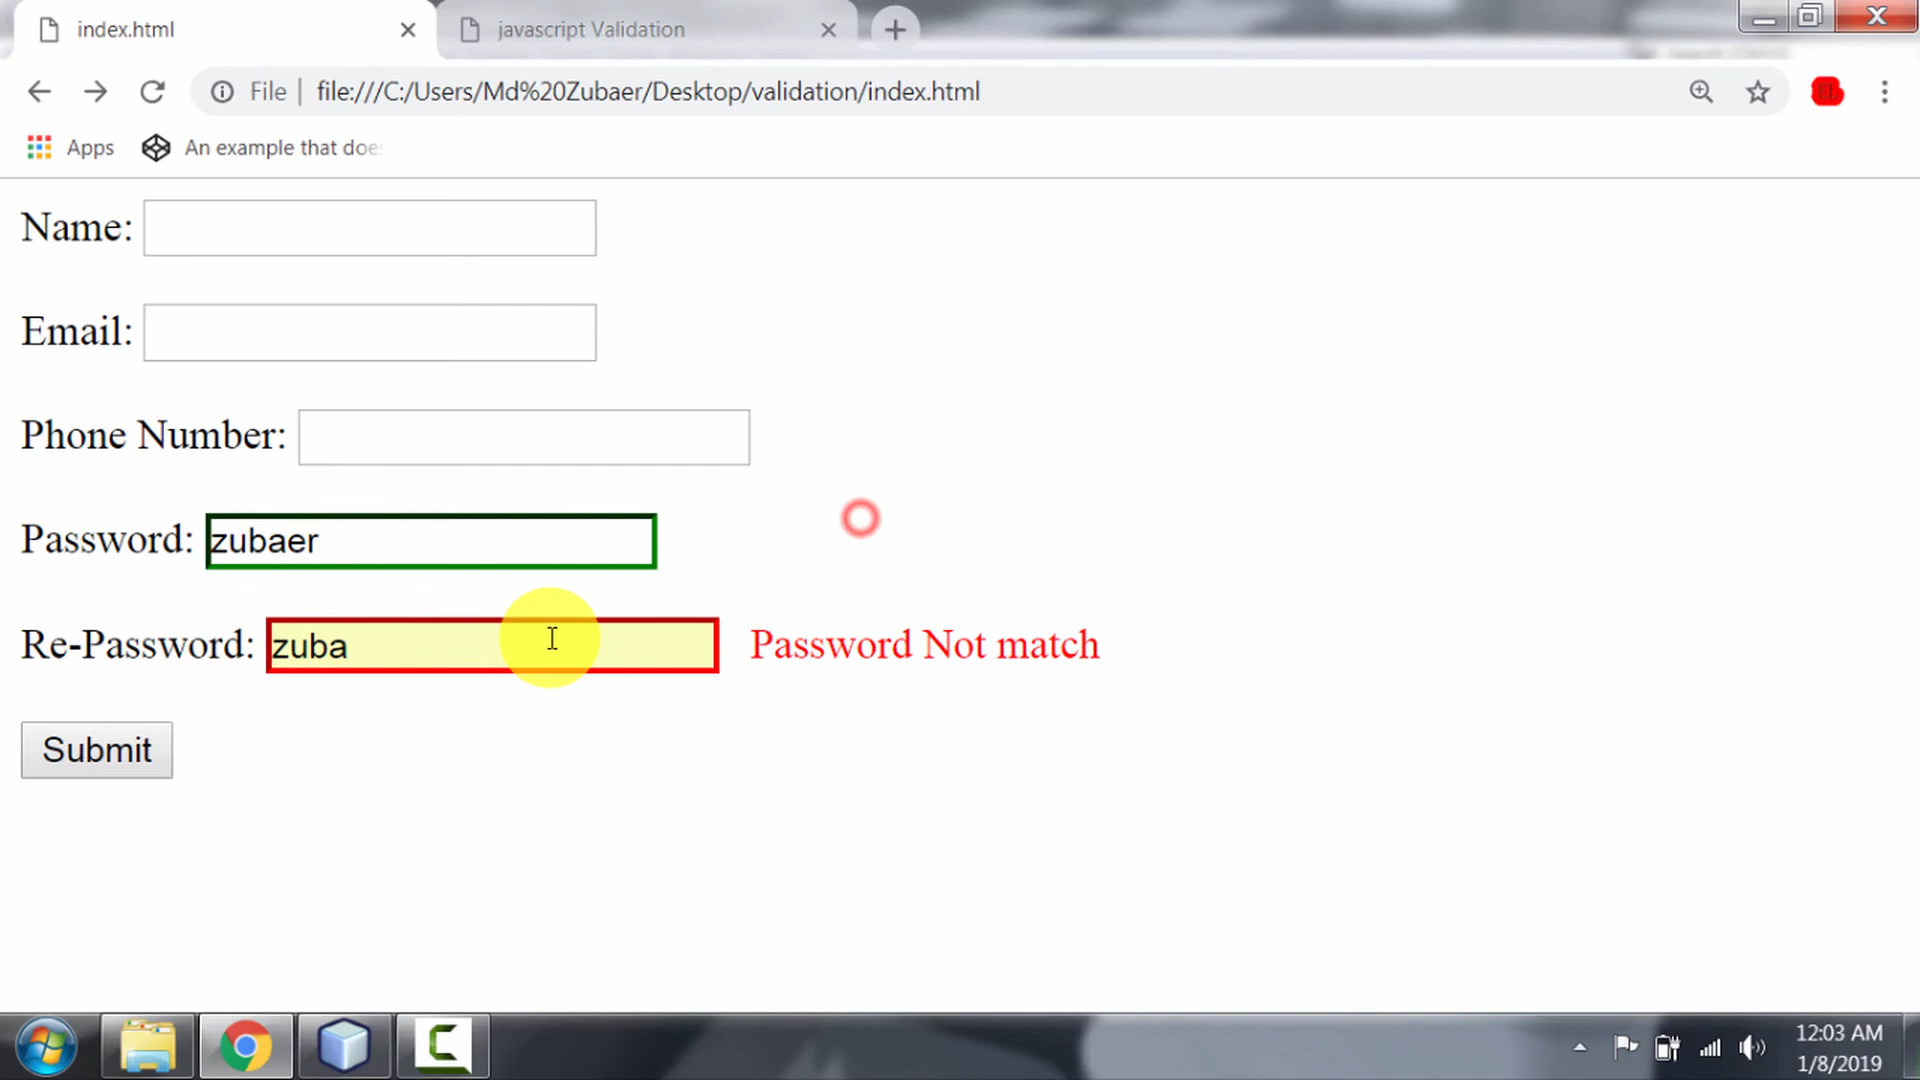 index.html
javascript Validation
File
file:///C:/Users/Md%20Zubaer/Desktop/validation/index.html
Apps
An example that does
Name:
Email:
Phone Number:
Password: zubaer
Re-Password: zuba Password Not match
Submit
12:03 AM
1/8/2019